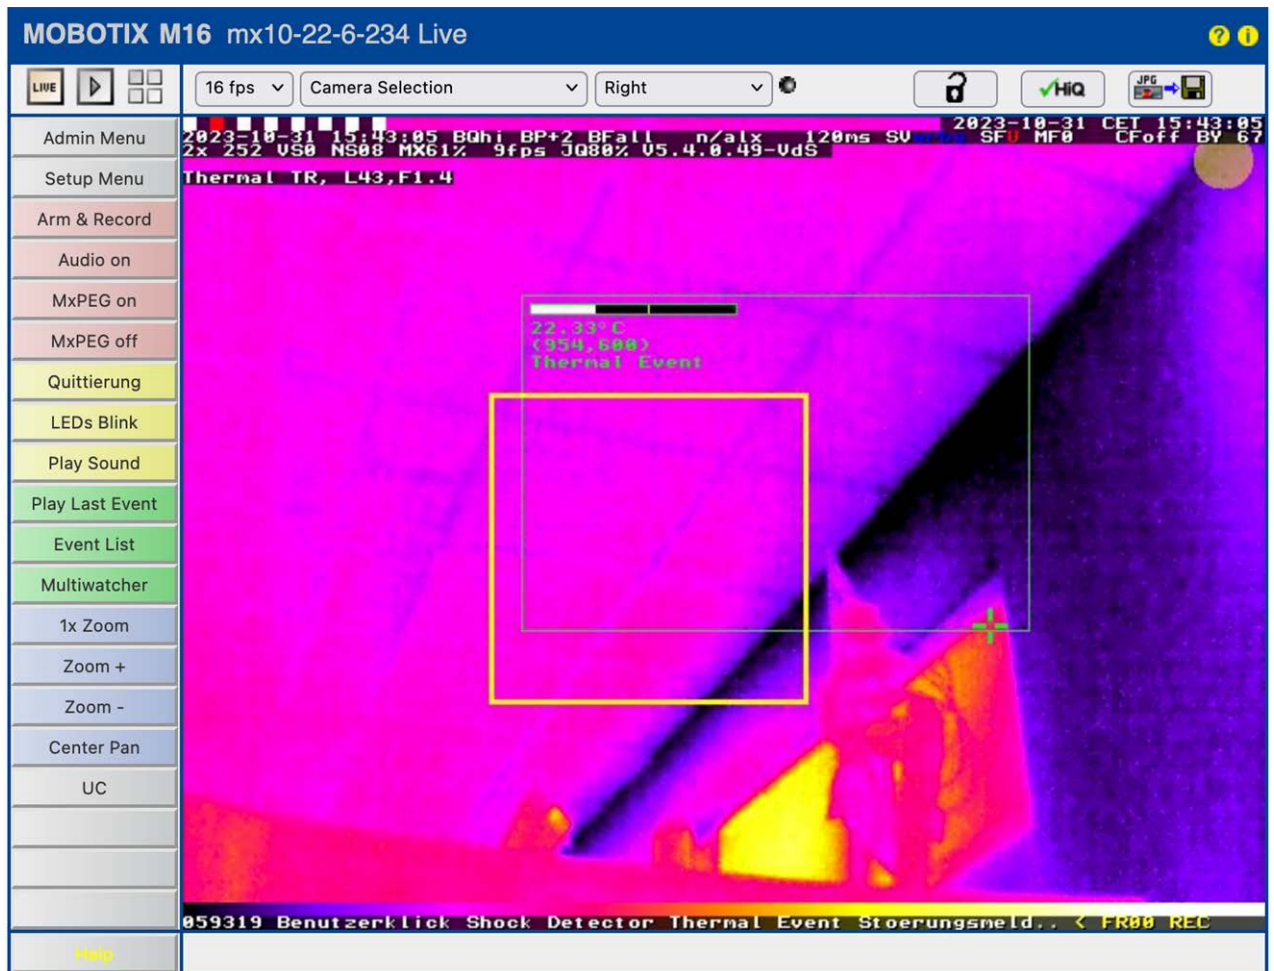 MOBOTIX M16 mx10-22-6-234 Live
? i
LIVE
16 fps
Camera Selection
Right
HiQ
JPG
Admin Menu
Setup Menu
Arm & Record
Audio on
MxPEG on
MxPEG off
Quittierung
LEDs Blink
Play Sound
Play Last Event
Event List
Multiwatcher
1x Zoom
Zoom +
Zoom -
Center Pan
UC
Help
2023-10-31 CET 15:43:05
2023-10-31 15:43:05 BQhi BP+2 BFall n/alx 120ms SV SFU MF0 CFoff BY 67
2x 252 VS0 NS08 MX61% 9fps JQ80% V5.4.0.49-VdS
Thermal TR, L43,F1.4
22.33°C
(954,600)
Thermal Event
059319 Benutzerklick Shock Detector Thermal Event Stoerungsmeld.. < FR00 REC